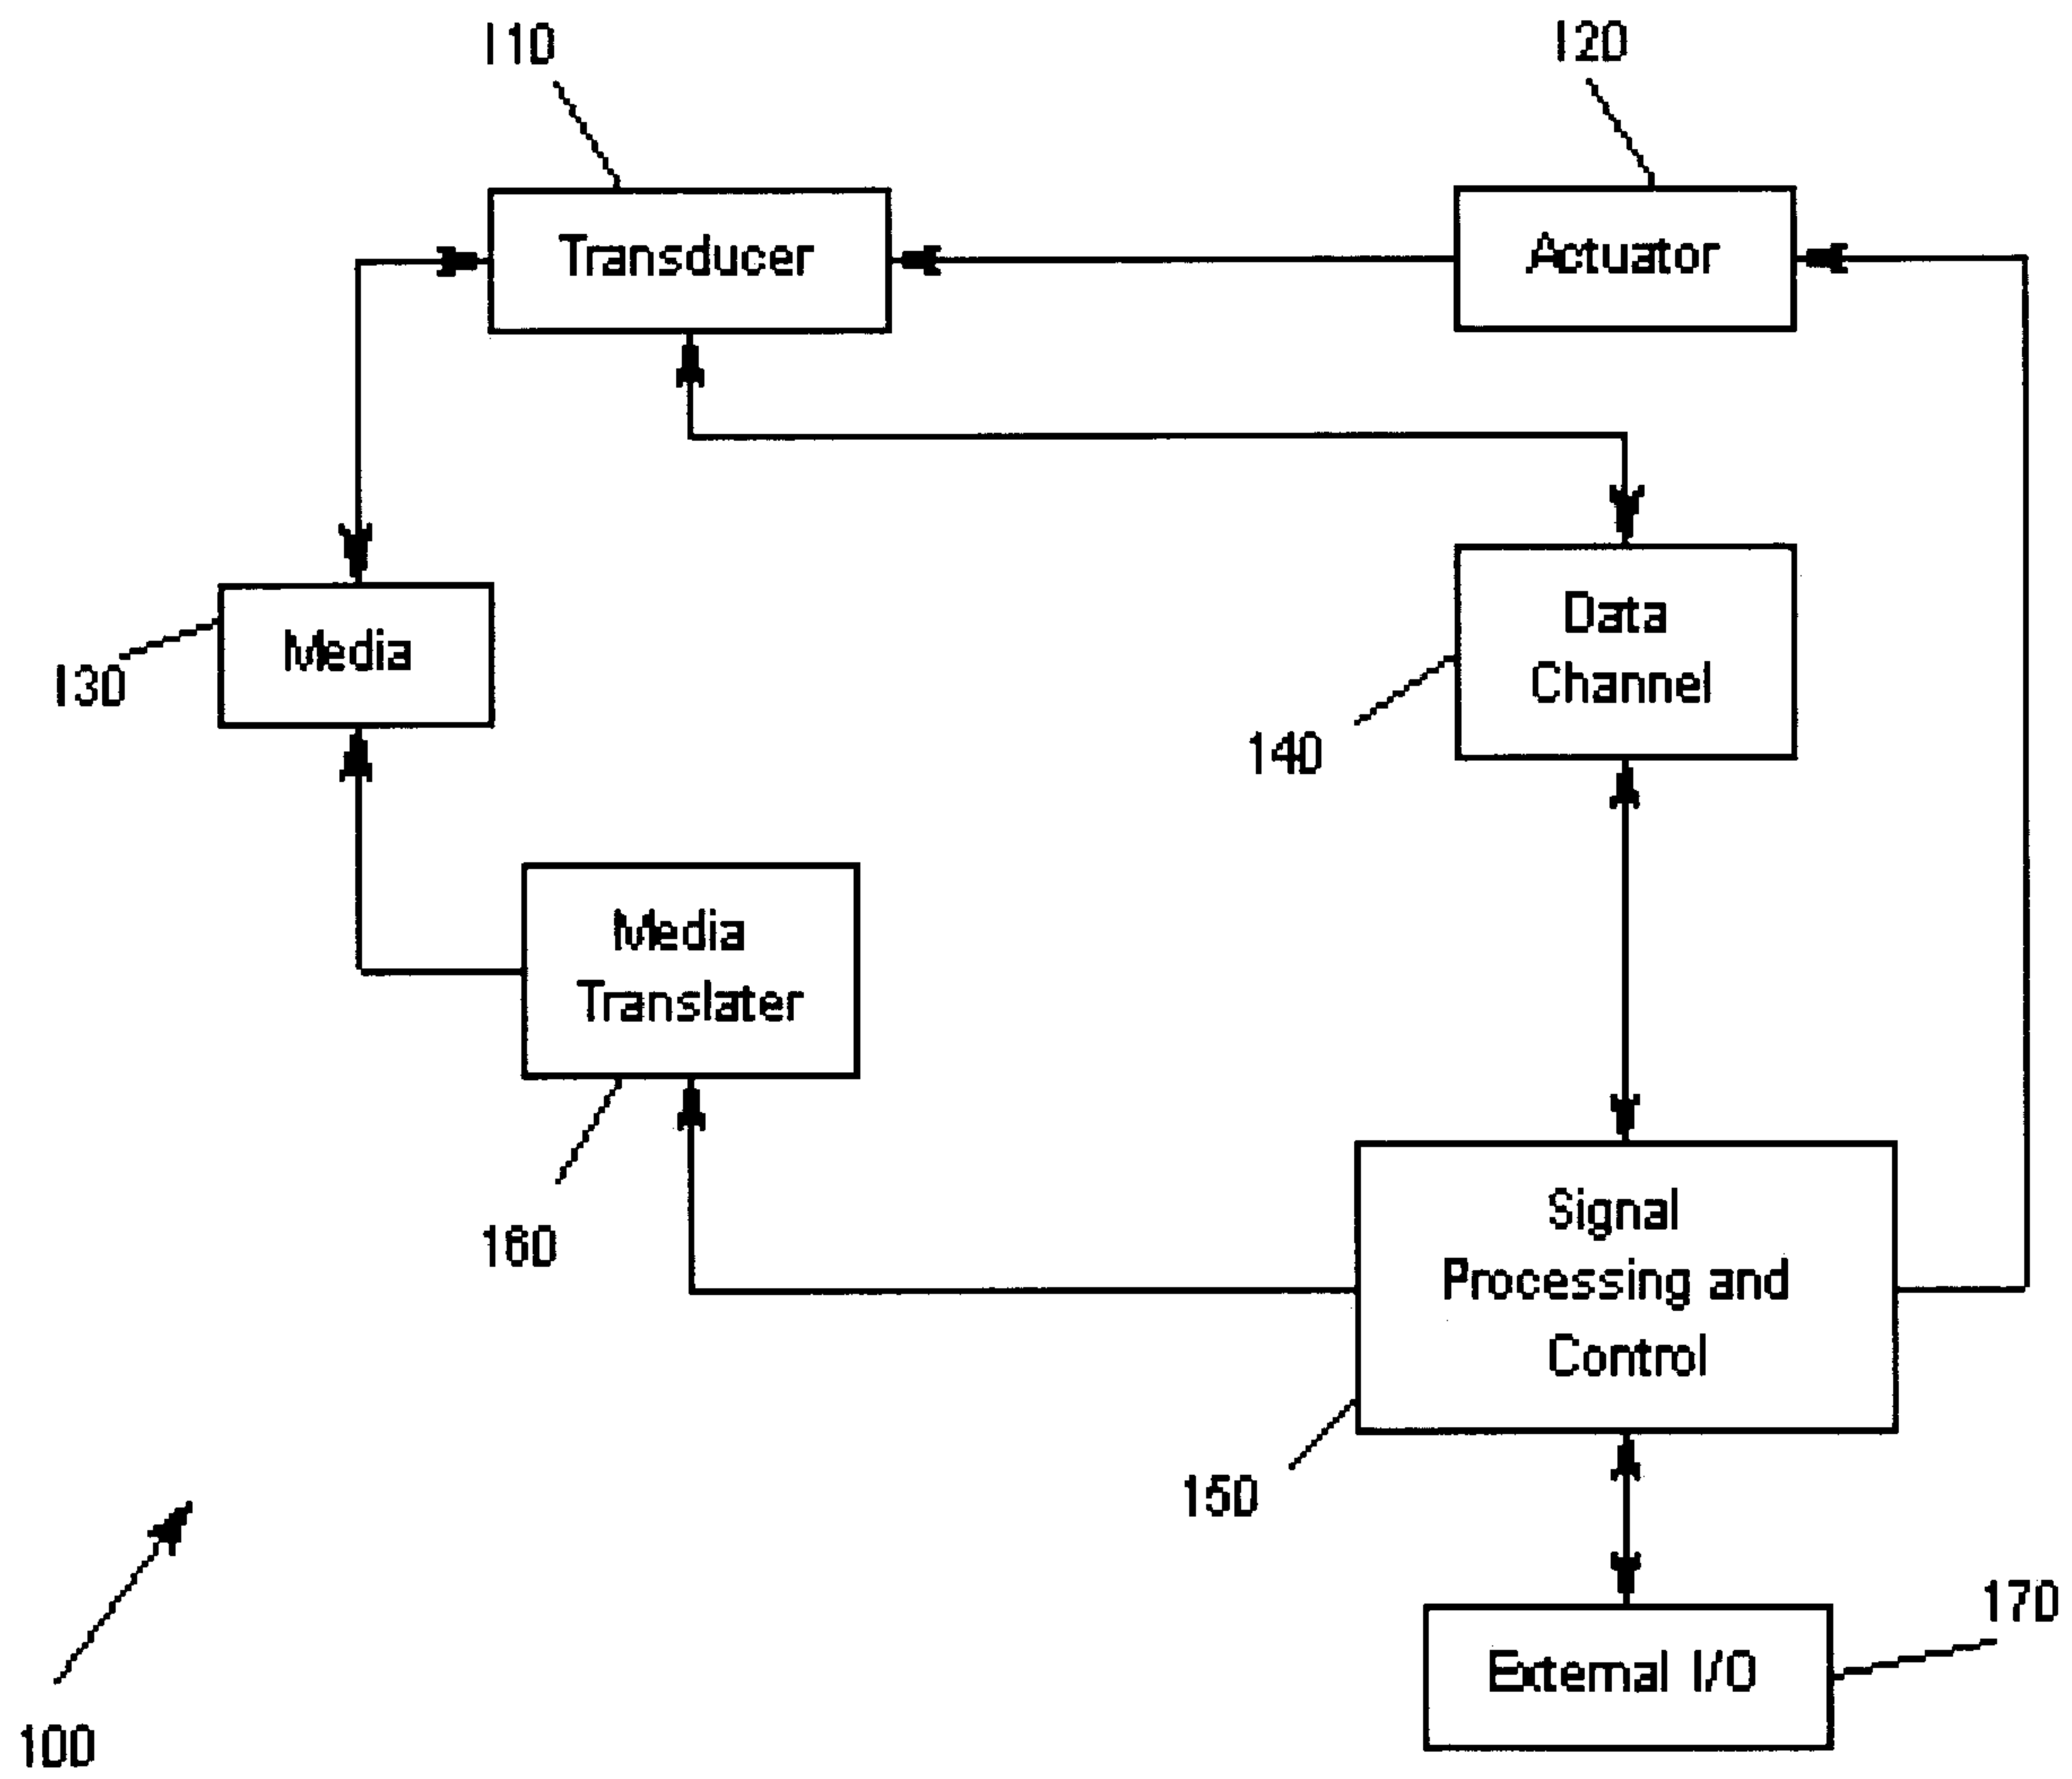 110
120
Transducer
Actuator
Media
130
Data
Channel
140
Media
Translater
160
Signal
Processing and
Control
150
170
External I/O
100